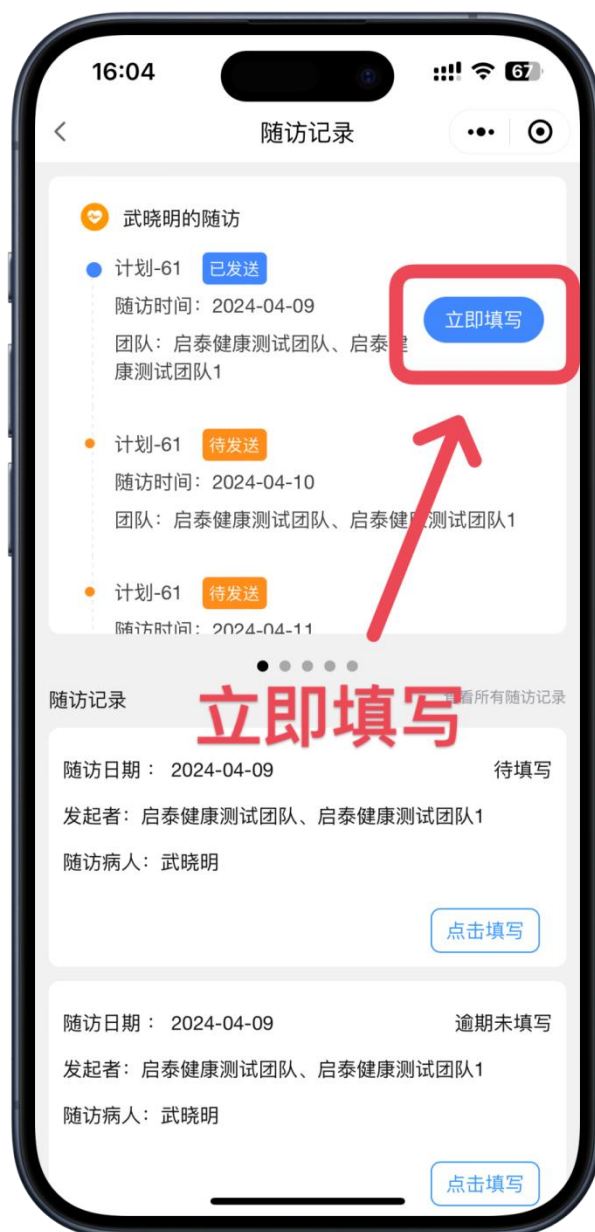 16:04
67
随访记录
武晓明的随访
计划-61 已发送
随访时间：2024-04-09
立即填写
团队：启泰健康测试团队、启泰健
康测试团队1
计划-61 待发送
随访时间：2024-04-10
团队：启泰健康测试团队、启泰健康测试团队1
计划-61 待发送
随访时间：2024-04-11
立即填写
随访记录
看所有随访记录
随访日期： 2024-04-09 待填写
发起者：启泰健康测试团队、启泰健康测试团队1
随访病人：武晓明
点击填写
随访日期： 2024-04-09 逾期未填写
发起者：启泰健康测试团队、启泰健康测试团队1
随访病人：武晓明
点击填写